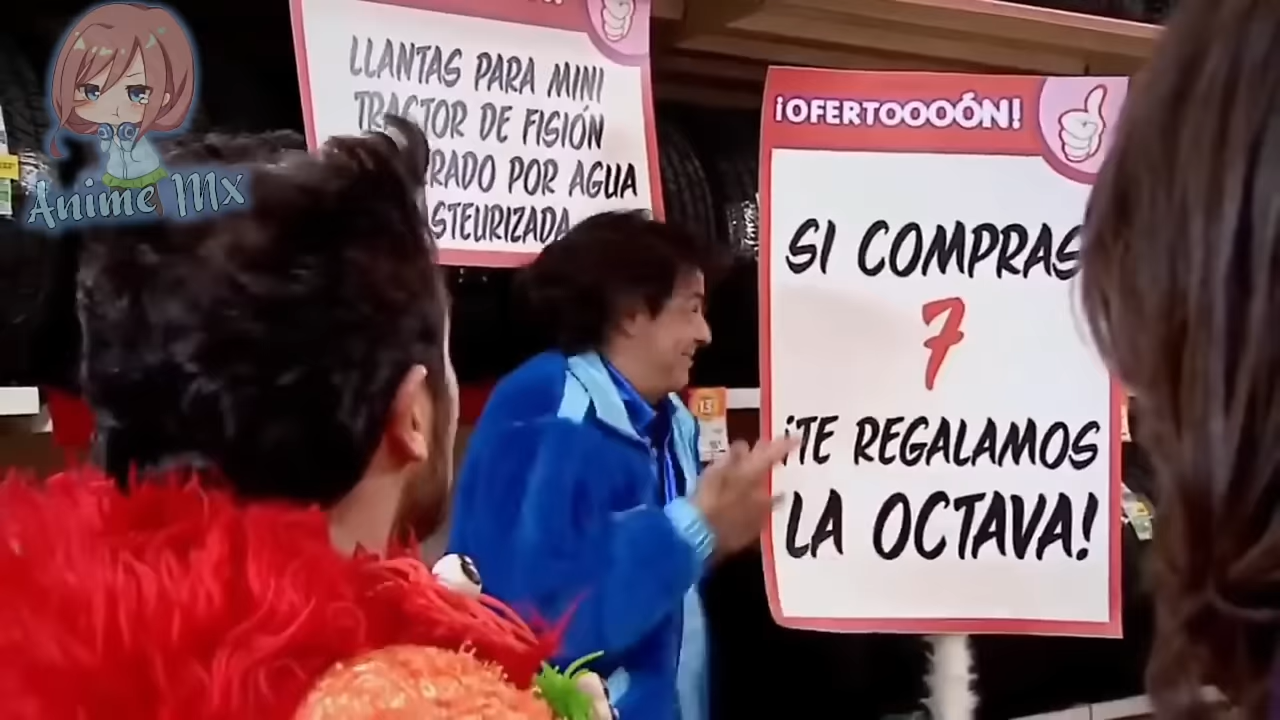 Anime Mx
LLANTAS PARA MINI
TRACTOR DE FISIÓN
RADO POR AGUA
STEURIZADA
¡OFERTOOOÓN!
SI COMPRAS
7
¡TE REGALAMOS
LA OCTAVA!